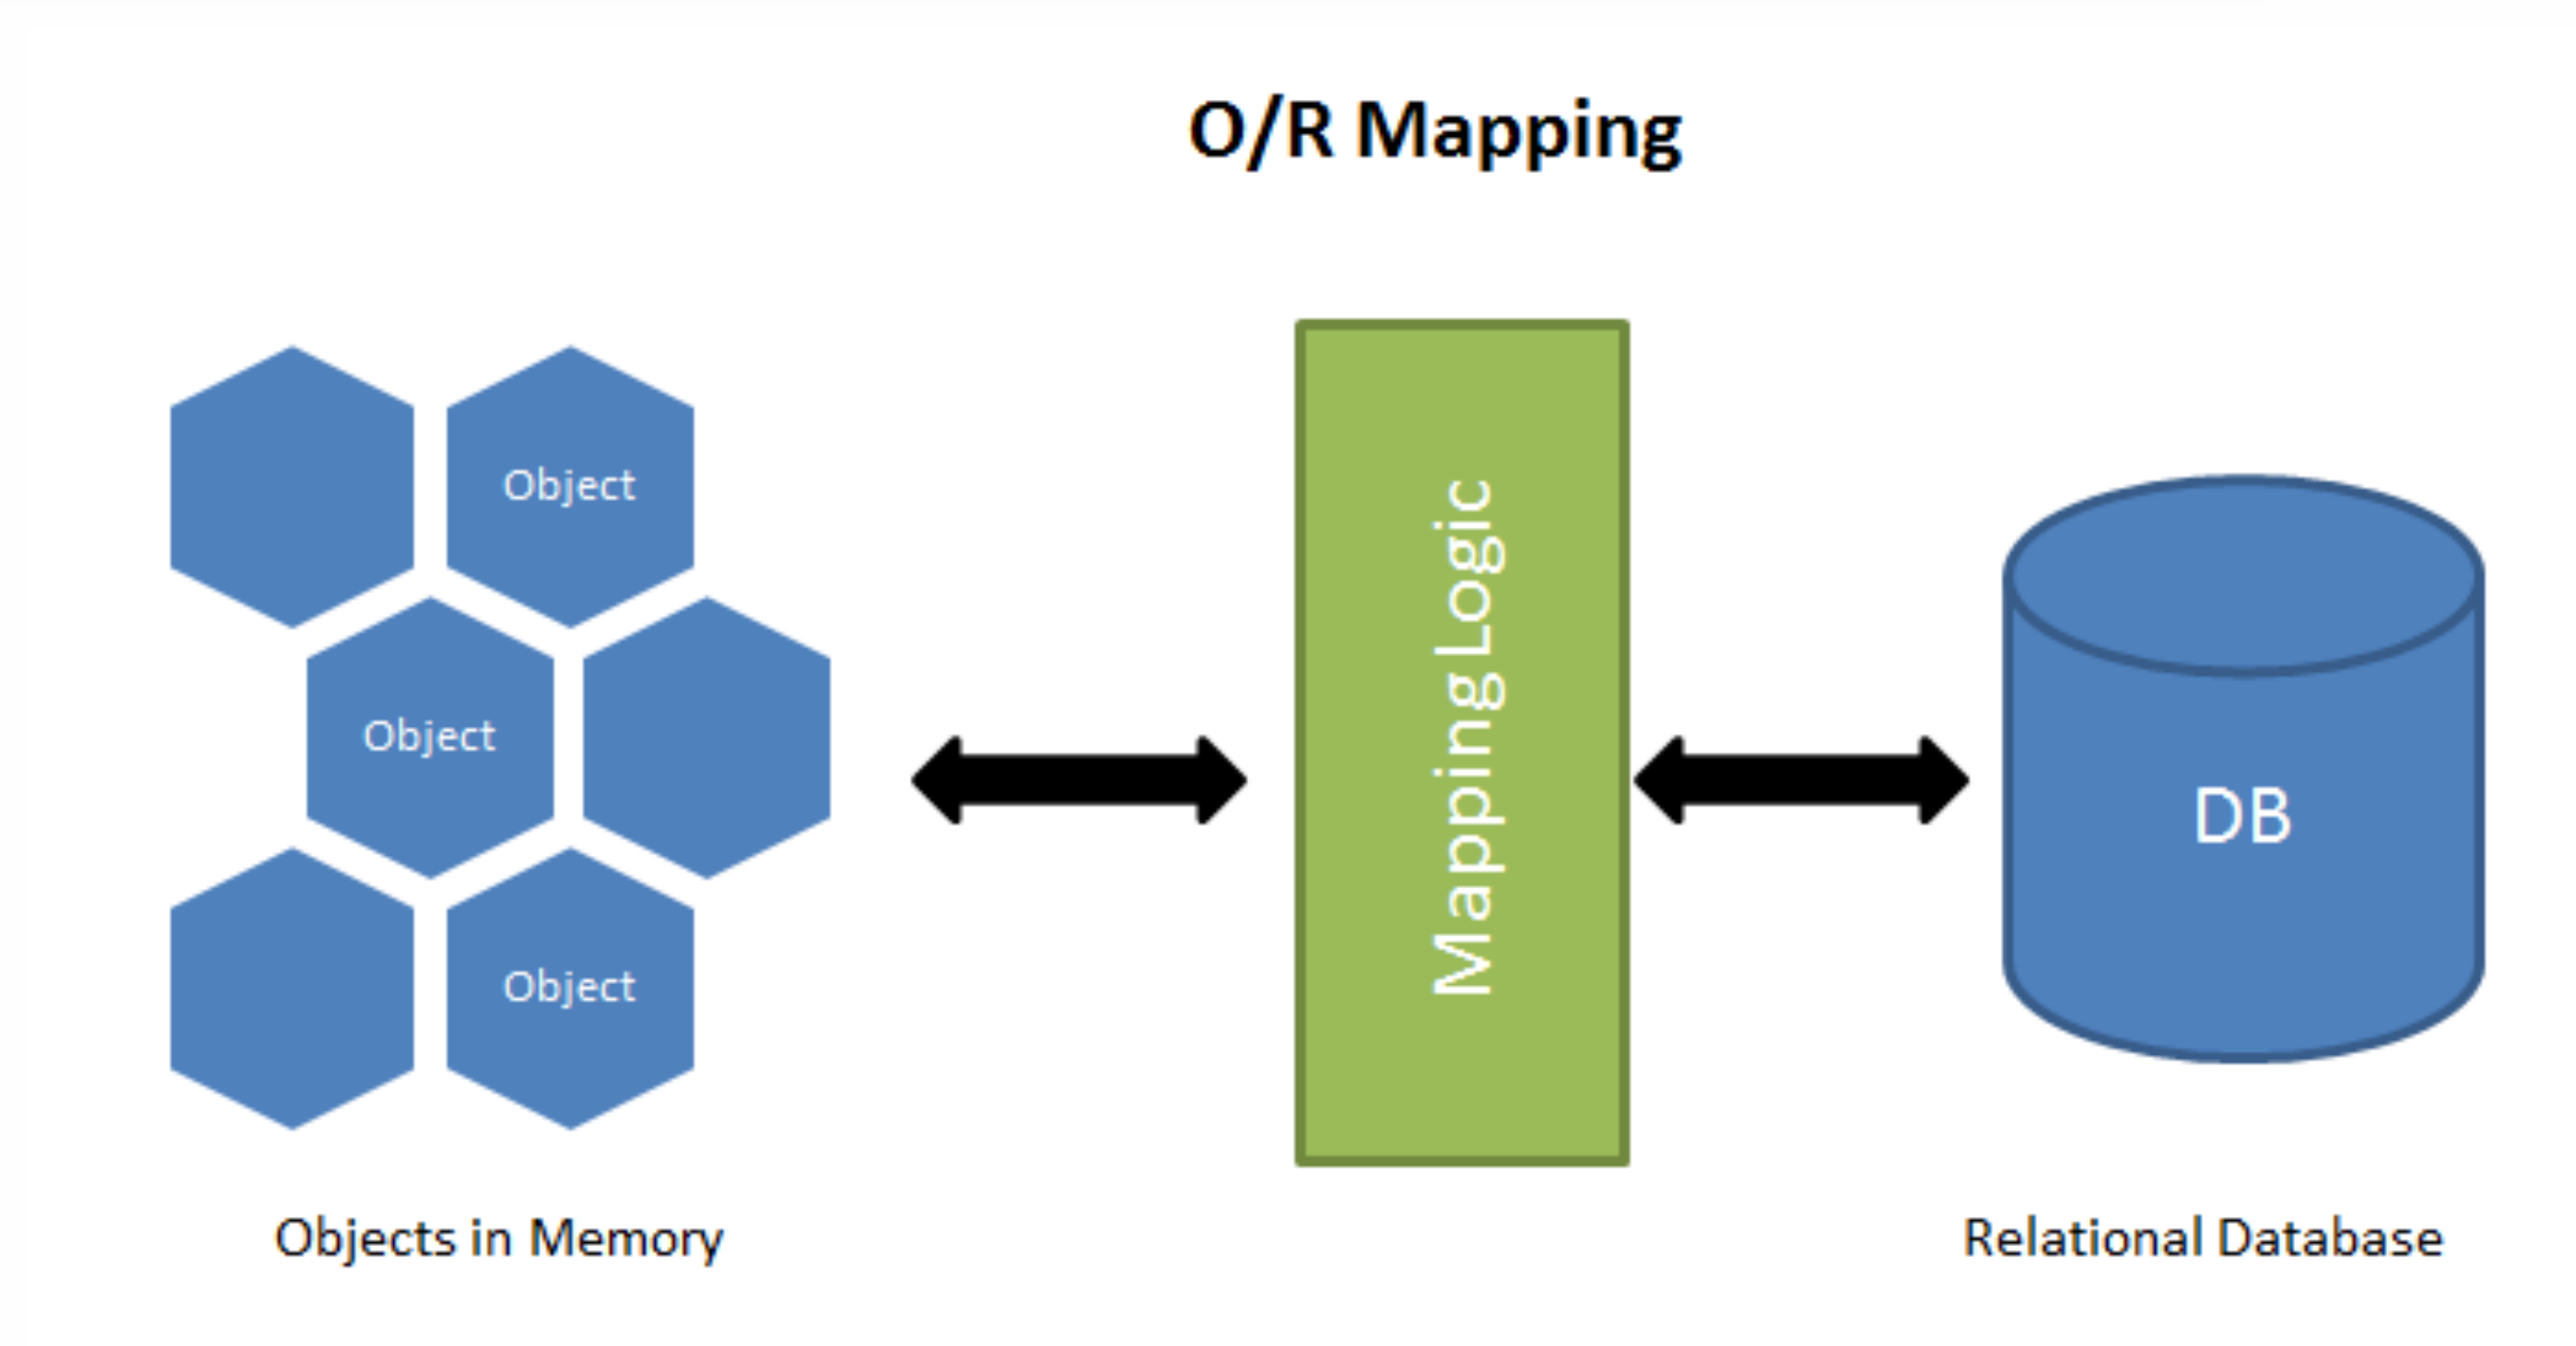 O/R Mapping
Object
Object
Object
Mapping Logic
DB
Objects in Memory
Relational Database